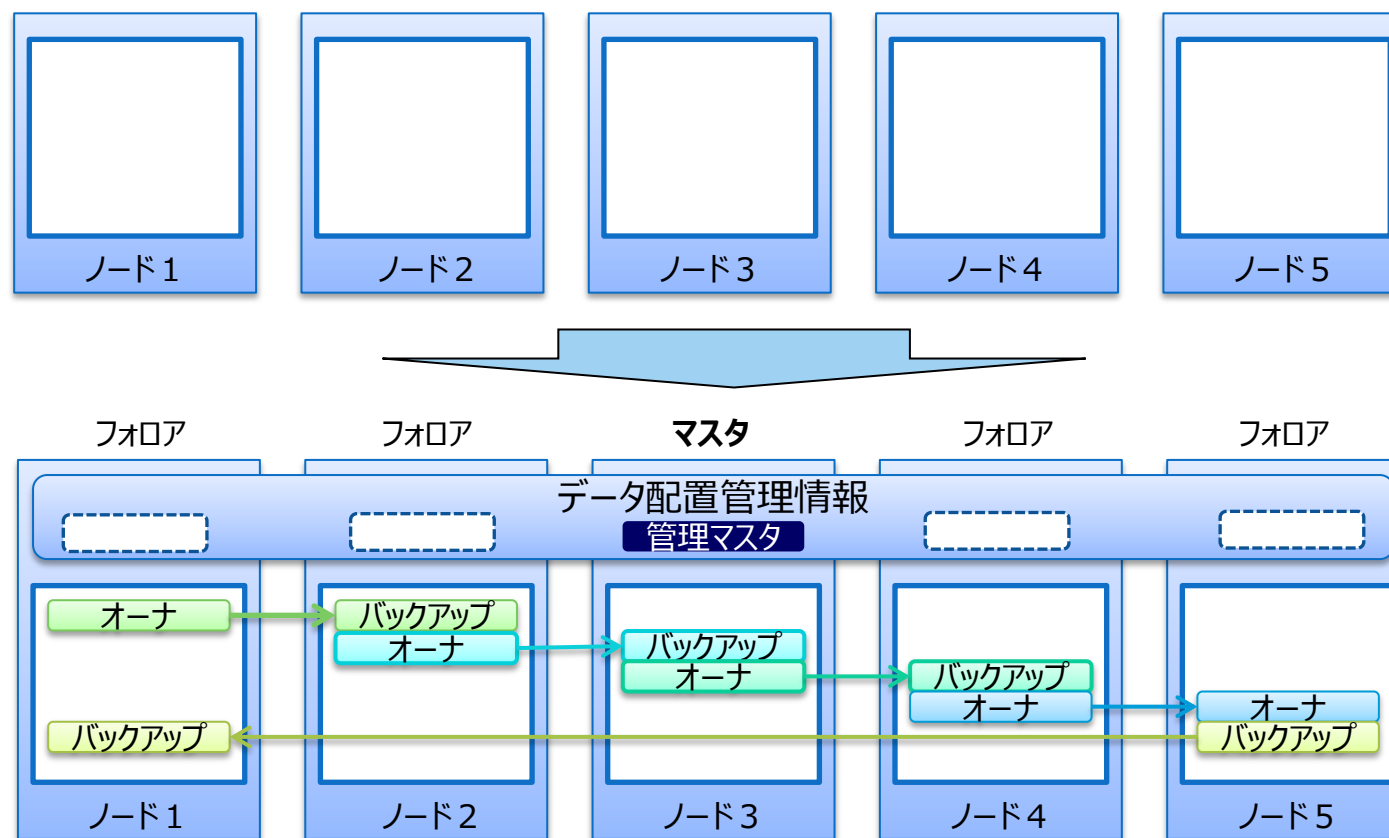 ノード1
ノード2
ノード3
ノード4
ノード5
フォロア
フォロア
マスタ
フォロア
フォロア
データ配置管理情報
管理マスタ
オーナ
バックアップ
オーナ
バックアップ
オーナ
バックアップ
オーナ
オーナ
バックアップ
バックアップ
ノード1
ノード2
ノード3
ノード4
ノード5